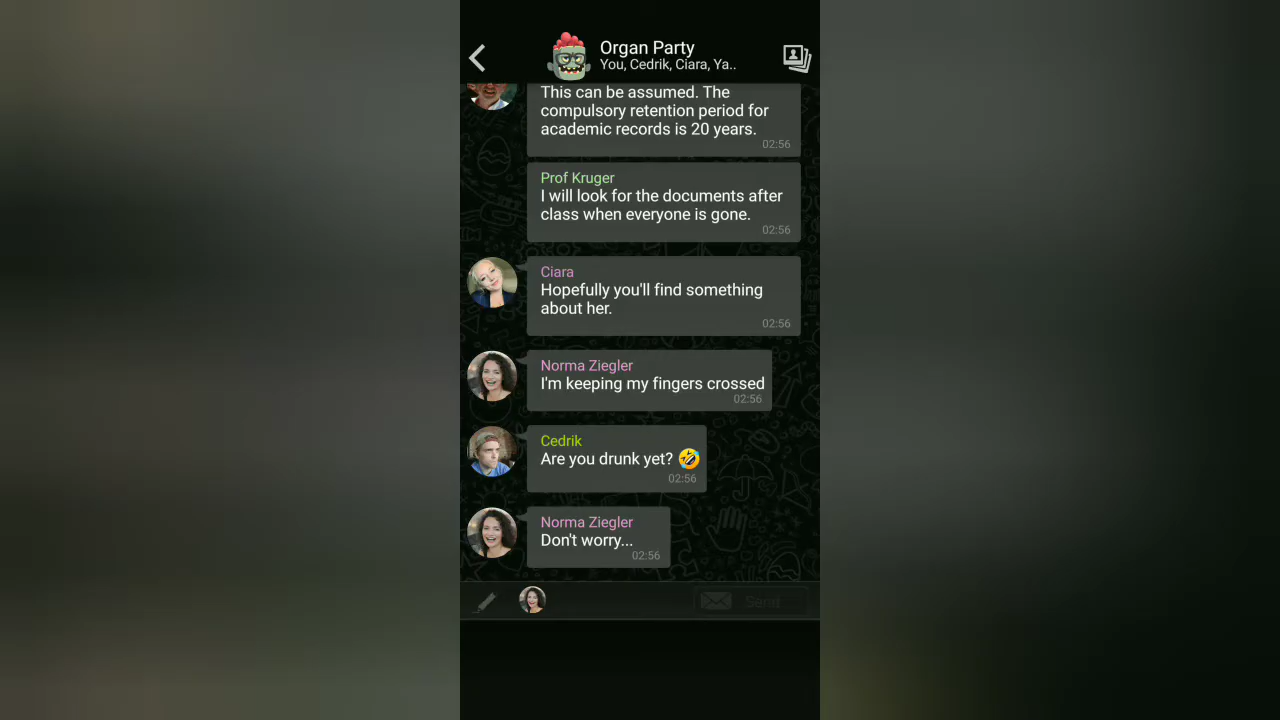 Organ Party
You, Cedrik, Ciara, Ya..
This can be assumed. The
compulsory retention period for
academic records is 20 years.
02:56
Prof Kruger
I will look for the documents after
class when everyone is gone.
02:56
Ciara
Hopefully you'll find something
about her.
02:56
Norma Ziegler
I'm keeping my fingers crossed
02:56
Cedrik
Are you drunk yet? 🤣
02:56
Norma Ziegler
Don't worry...
02:56
Send